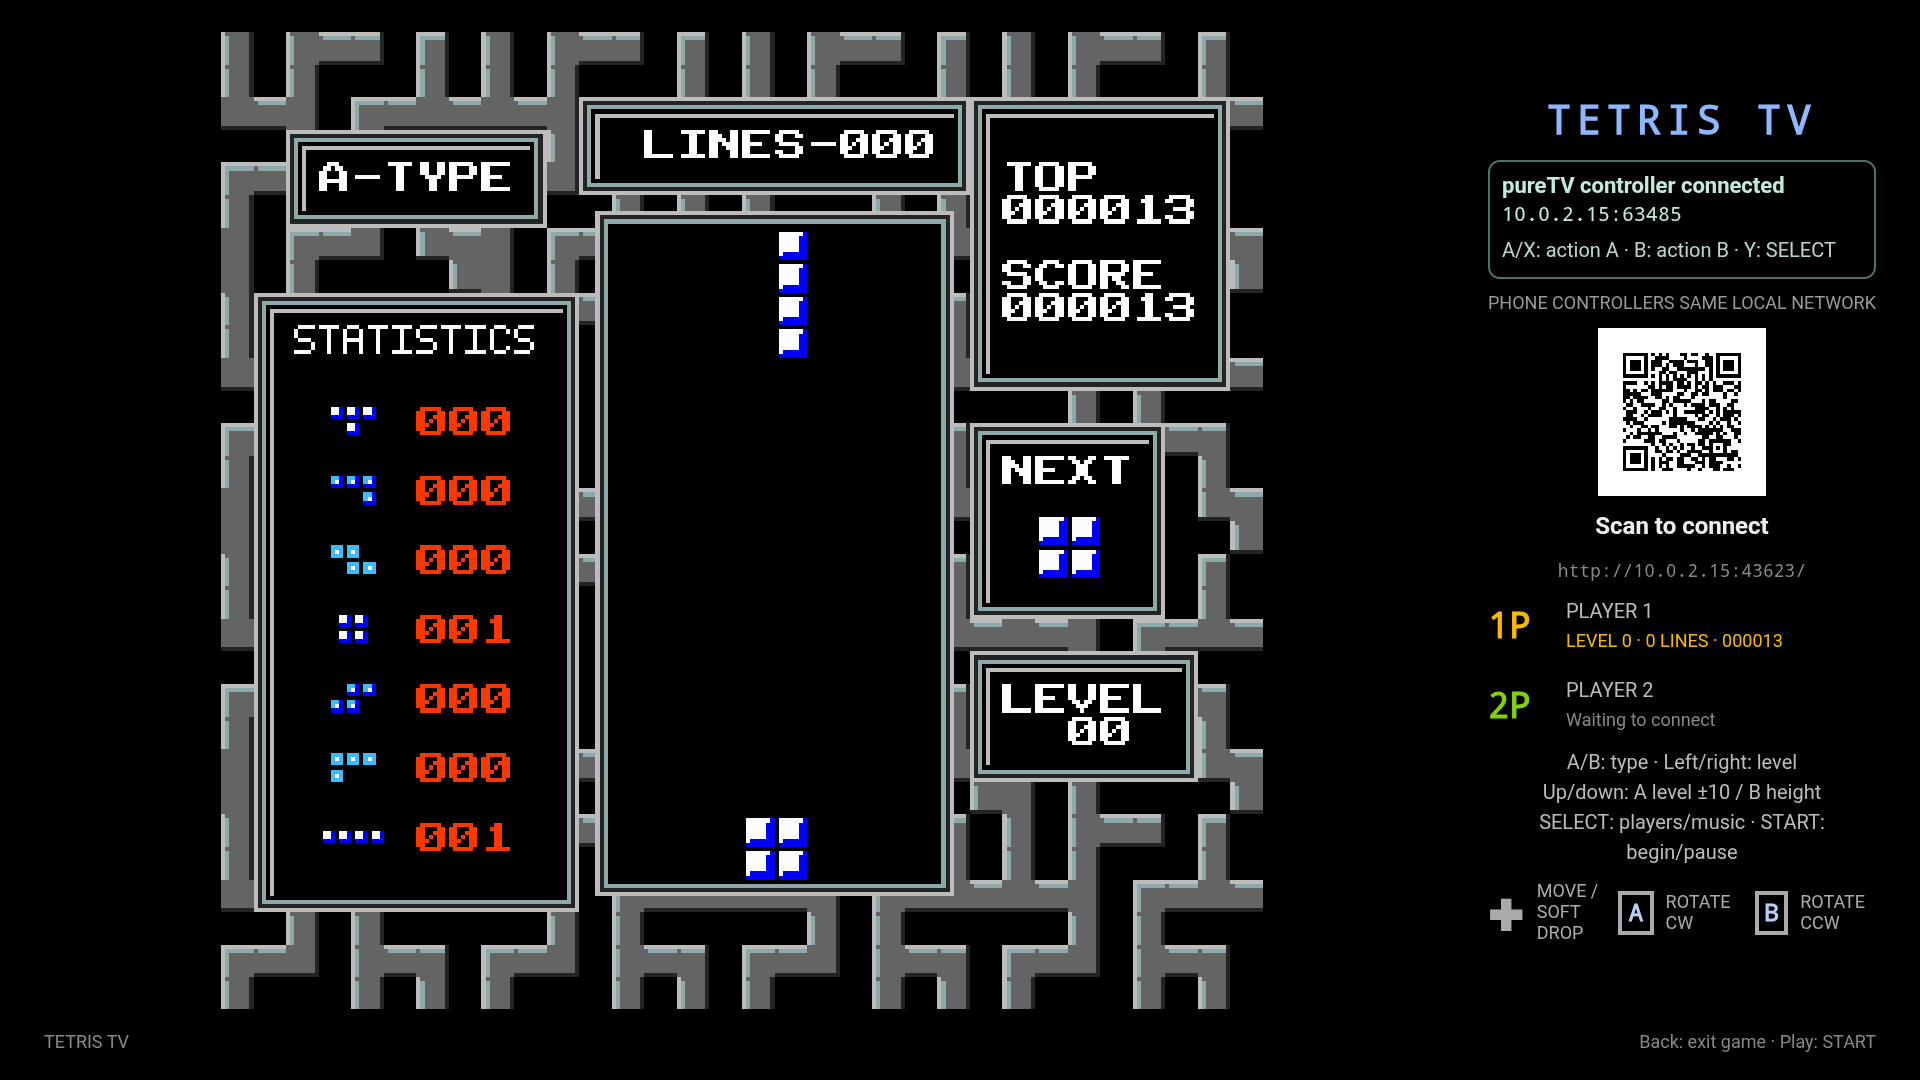 A-TYPE
LINES-000
TOP
000013
SCORE
000013
STATISTICS
000
000
000
001
000
000
001
NEXT
LEVEL
00
TETRIS TV
pureTV controller connected
10.0.2.15:63485
A/X: action A · B: action B · Y: SELECT
PHONE CONTROLLERS SAME LOCAL NETWORK
Scan to connect
http://10.0.2.15:43623/
1P
PLAYER 1
LEVEL 0 · 0 LINES · 000013
2P
PLAYER 2
Waiting to connect
A/B: type · Left/right: level
Up/down: A level ±10 / B height
SELECT: players/music · START:
begin/pause
MOVE /
SOFT
DROP
A
ROTATE
CW
B
ROTATE
CCW
TETRIS TV
Back: exit game · Play: START